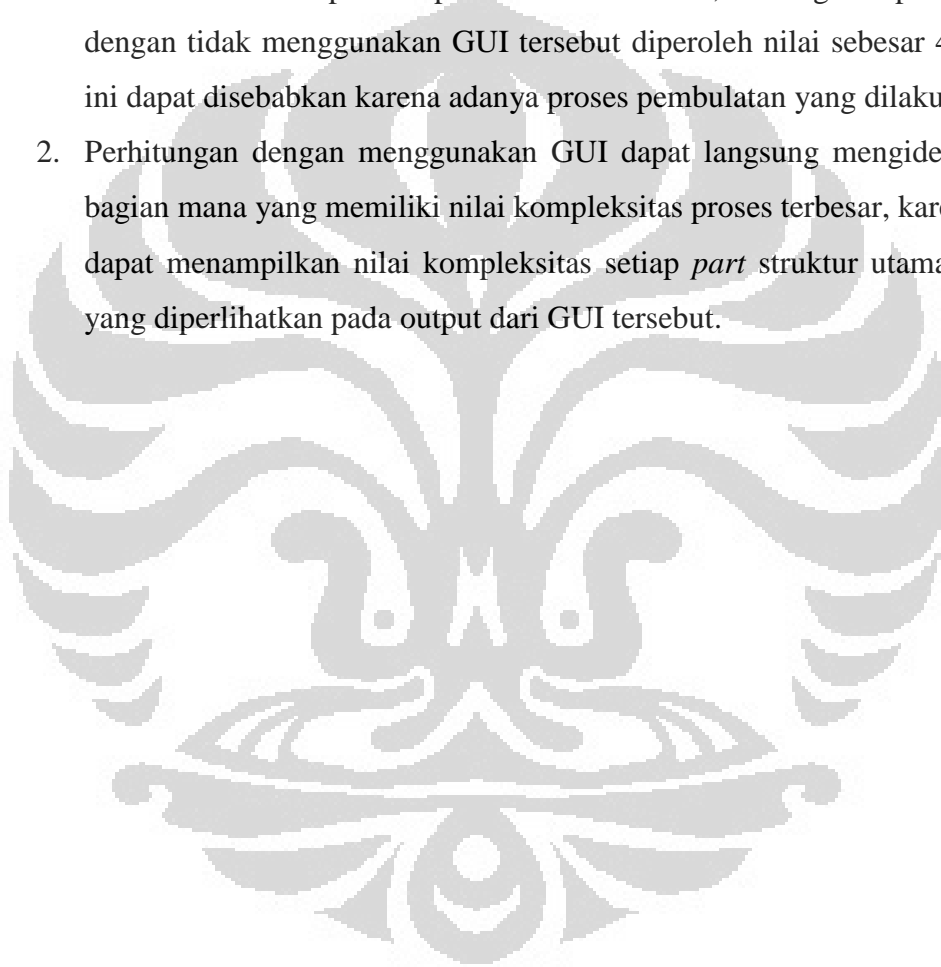 dengan tidak menggunakan GUI tersebut diperoleh nilai sebesar 4
ini dapat disebabkan karena adanya proses pembulatan yang dilaku
2. Perhitungan dengan menggunakan GUI dapat langsung mengide
bagian mana yang memiliki nilai kompleksitas proses terbesar, kar
dapat menampilkan nilai kompleksitas setiap part struktur utama
yang diperlihatkan pada output dari GUI tersebut.